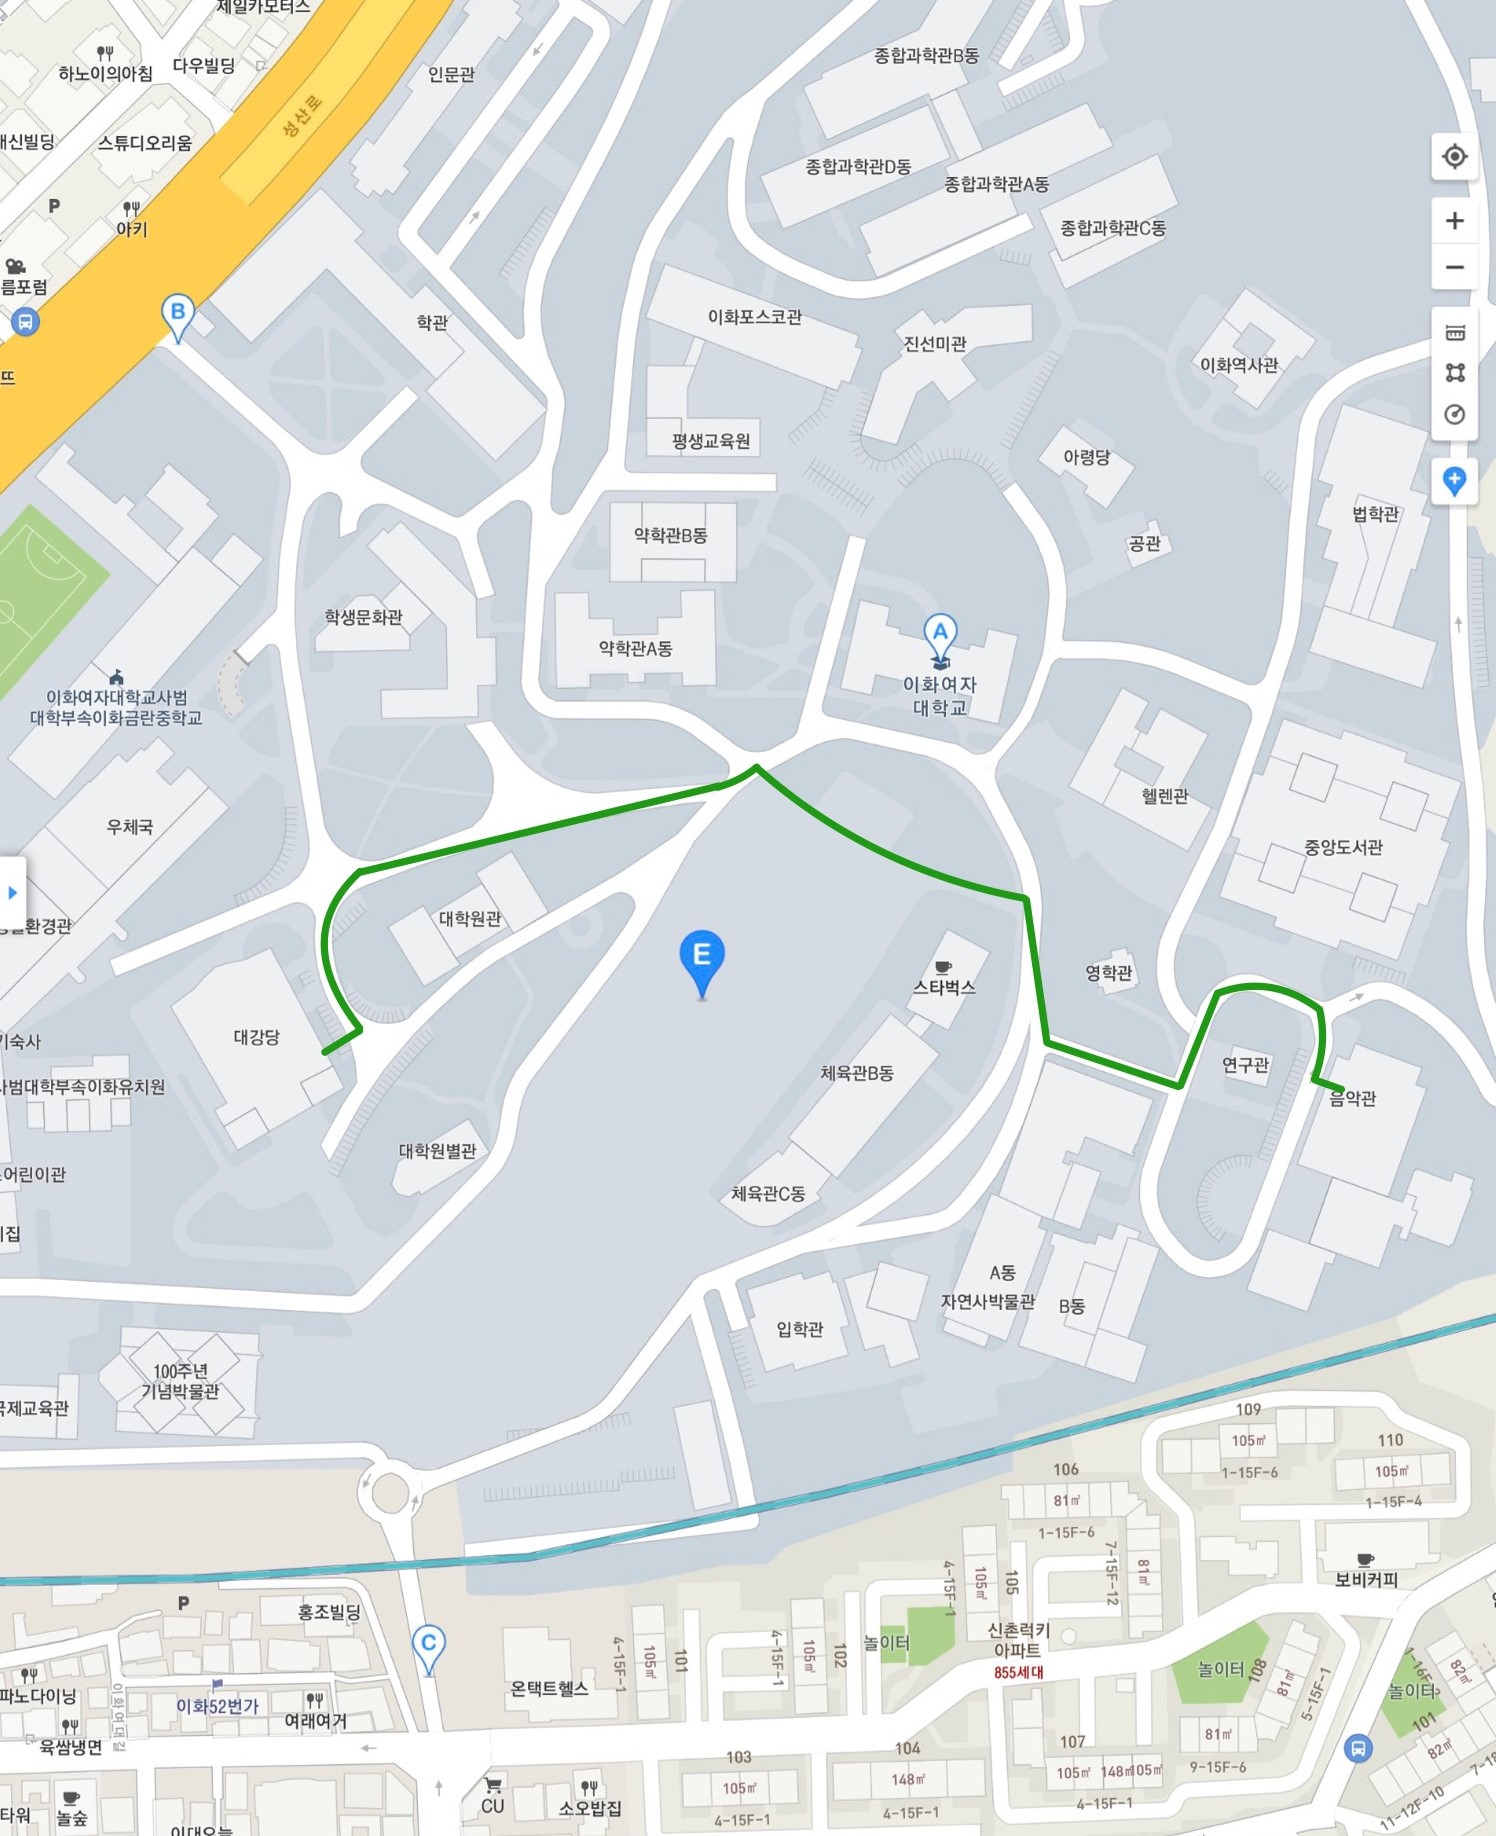 제일카모터스
하노이의아침
다우빌딩
인문관
종합과학관B동
성산로
대신빌딩
스튜디오리움
종합과학관D동
종합과학관A동
P
아키
종합과학관C동
름포럼
B
학관
이화포스코관
진선미관
이화역사관
뜨
평생교육원
아령당
법학관
약학관B동
공관
학생문화관
약학관A동
A
이화여자대학교사범
대학부속이화금란중학교
이화여자
대학교
헬렌관
우체국
중앙도서관
대학원관
환경관
E
영학관
스타벅스
대강당
기숙사
연구관
체육관B동
사범대학부속이화유치원
음악관
대학원별관
어린이관
체육관C동
집
A동
자연사박물관
B동
입학관
100주년
기념박물관
국제교육관
109
105㎡
1-15F-6
110
105㎡
1-15F-4
106
81㎡
1-15F-6
7-15F-12
81㎡
4-15F-1
105㎡
105
보비커피
P
홍조빌딩
C
4-15F-1
105㎡
101
4-15F-1
105㎡
102
놀이터
신촌럭키
아파트
855세대
놀이터
108
81㎡
5-15F-1
놀이터
82㎡
파노다이닝
이화여대길
이화52번가
여래여거
온택트헬스
육쌈냉면
103
105㎡
4-15F-1
104
148㎡
4-15F-1
107
105㎡
148㎡
105㎡
4-15F-1
81㎡
9-15F-6
101
82㎡
11-12F-10
타워
놀숲
이대오늘
CU
소오밥집